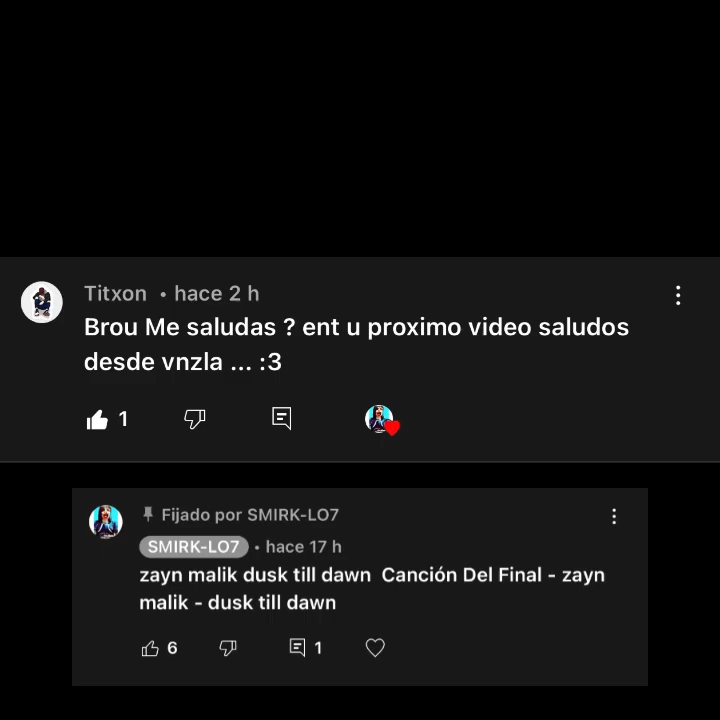 Titxon • hace 2 h
Brou Me saludas ? ent u proximo video saludos
desde vnzla ... :3
1
Fijado por SMIRK-LO7
SMIRK-LO7 • hace 17 h
zayn malik dusk till dawn  Canción Del Final - zayn
malik - dusk till dawn
6 1